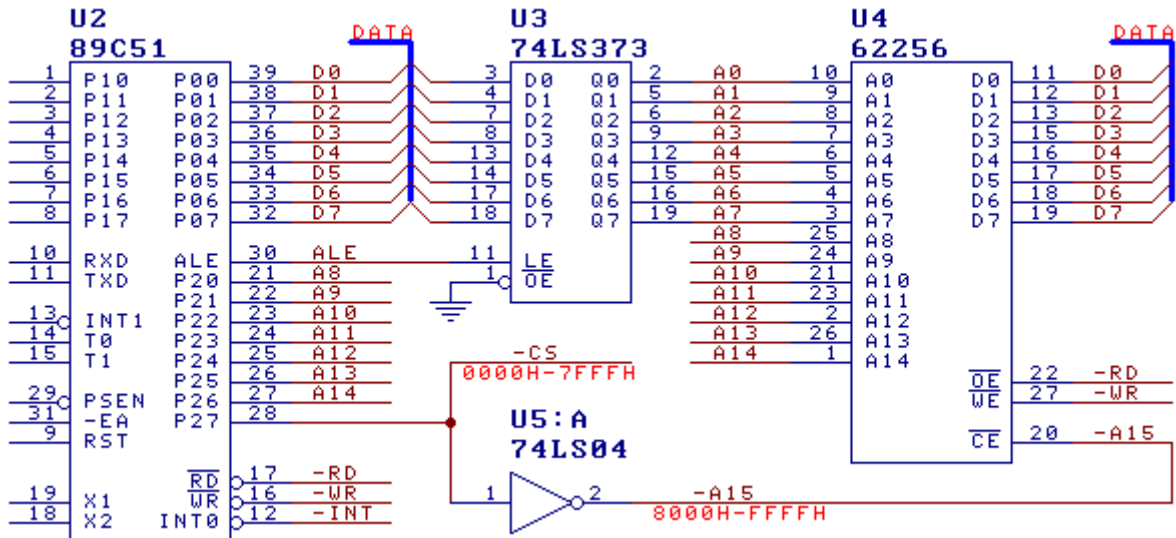 U2
89C51
1 P10 P00 39 D0
2 P11 P01 38 D1
3 P12 P02 37 D2
4 P13 P03 36 D3
5 P14 P04 35 D4
6 P15 P05 34 D5
7 P16 P06 33 D6
8 P17 P07 32 D7
10 RXD ALE 30 ALE
11 TXD P20 21 A8
P21 22 A9
13 INT1 P22 23 A10
14 T0 P23 24 A11
15 T1 P24 25 A12
P25 26 A13
29 PSEN P26 27 A14
31 -EA P27 28
9 RST
RD 17 -RD
19 X1 WR 16 -WR
18 X2 INT0 12 -INT
DATA
U3
74LS373
3 D0 Q0 2 A0
4 D1 Q1 5 A1
7 D2 Q2 6 A2
8 D3 Q3 9 A3
13 D4 Q4 12 A4
14 D5 Q5 15 A5
17 D6 Q6 16 A6
18 D7 Q7 19 A7
11 LE
1 OE
-CS
0000H-7FFFH
U5:A
74LS04
1 2 -A15
8000H-FFFFH
U4
62256
DATA
10 A0 D0 11 D0
9 A1 D1 12 D1
8 A2 D2 13 D2
7 A3 D3 15 D3
6 A4 D4 16 D4
5 A5 D5 17 D5
4 A6 D6 18 D6
3 A7 D7 19 D7
A8 25 A8
A9 24 A9
A10 21 A10
A11 23 A11
A12 2 A12
A13 26 A13
A14 1 A14
OE 22 -RD
WE 27 -WR
CE 20 -A15